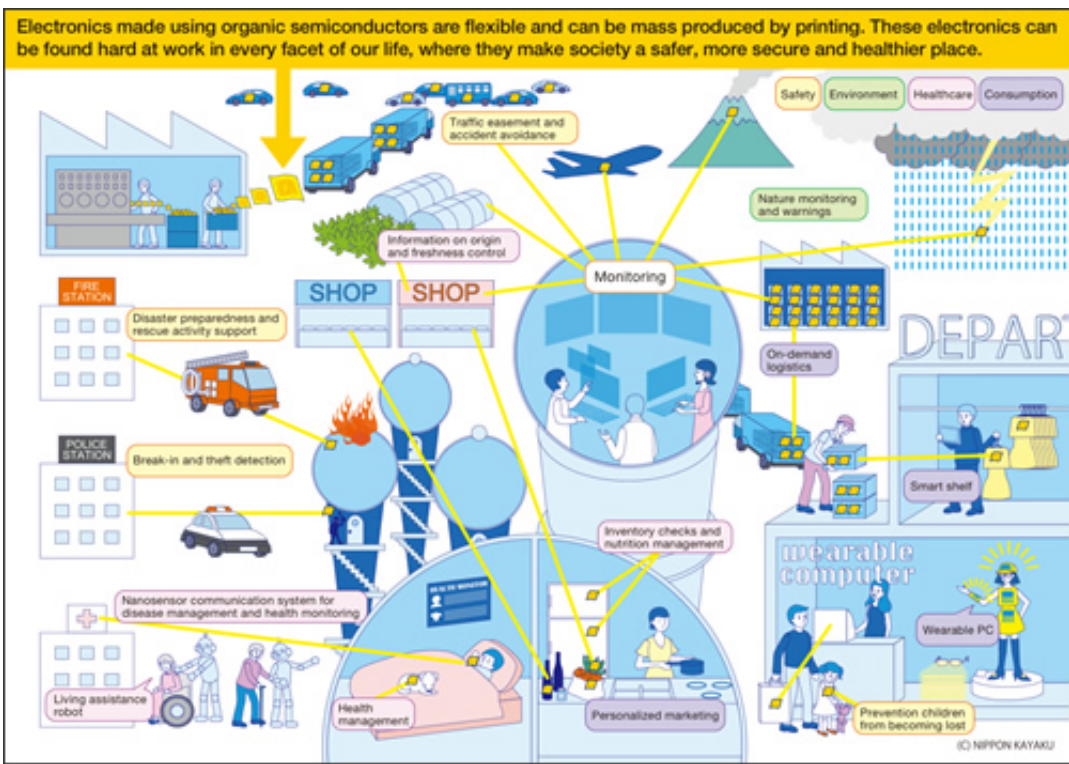 Electronics made using organic semiconductors are flexible and can be mass produced by printing. These electronics can
be found hard at work in every facet of our life, where they make society a safer, more secure and healthier place.
Safety
Environment
Healthcare
Consumption
Traffic easement and
accident avoidance
Nature monitoring
and warnings
Information on origin
and freshness control
Monitoring
FIRE
STATION
SHOP
SHOP
Disaster preparedness and
rescue activity support
On-demand
logistics
DEPAR
POLICE
STATION
Break-in and theft detection
Smart shelf
Inventory checks and
nutrition management
wearable
computer
HEALTH MONITOR
Nanosensor communication system for
disease management and health monitoring
Wearable PC
Living assistance
robot
Health
management
Personalized marketing
Prevention children
from becoming lost
(C) NIPPON KAYAKU